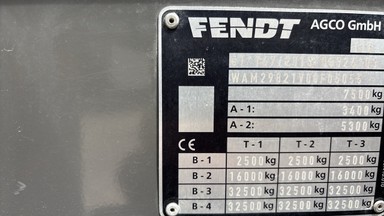 FENDT AGCO GmbH
7500 kg
A - 1: 3400 kg
A - 2: 5300 kg
CE T - 1 T - 2 T - 3
B - 1 2500 kg 2500 kg 2500 kg
B - 2 16000 kg 16000 kg 16000 kg
B - 3 32500 kg 32500 kg 32500 kg
B - 4 32500 kg 32500 kg 32500 kg